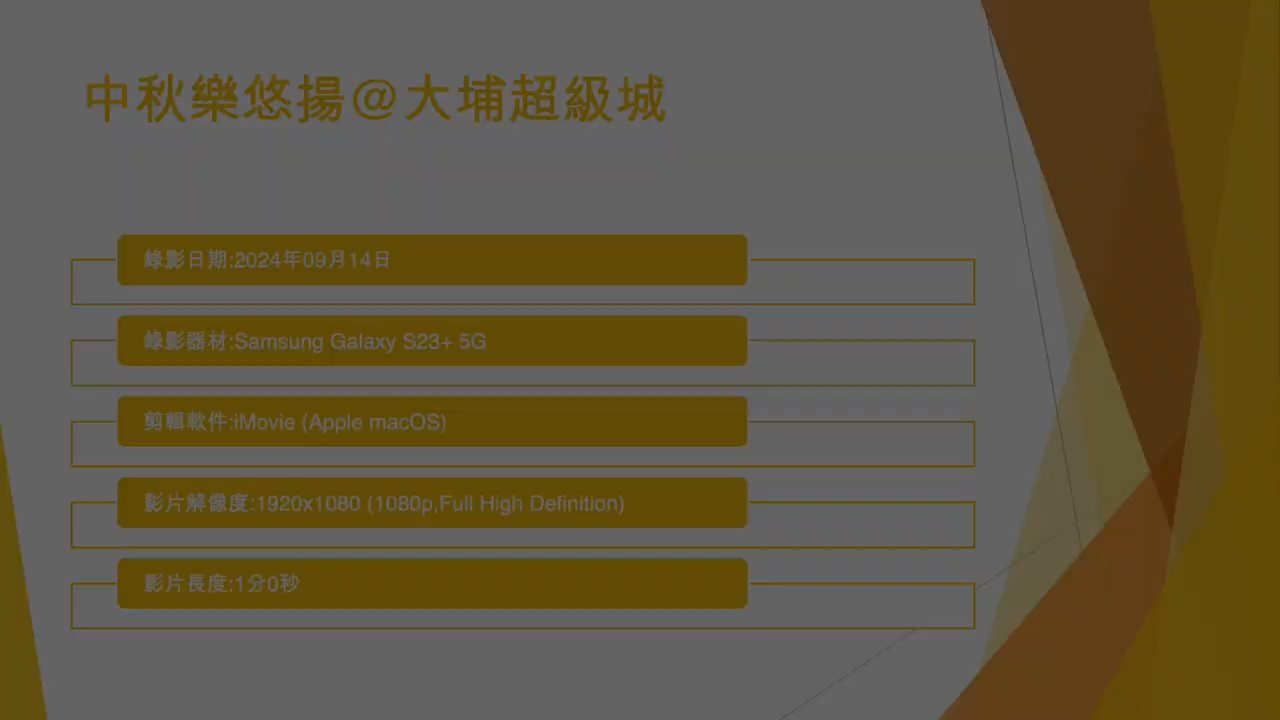 中秋樂悠揚@大埔超級城
錄影日期:2024年09月14日
錄影器材:Samsung Galaxy S23+ 5G
剪輯軟件:iMovie (Apple macOS)
影片解像度:1920x1080 (1080p,Full High Definition)
影片長度:1分0秒